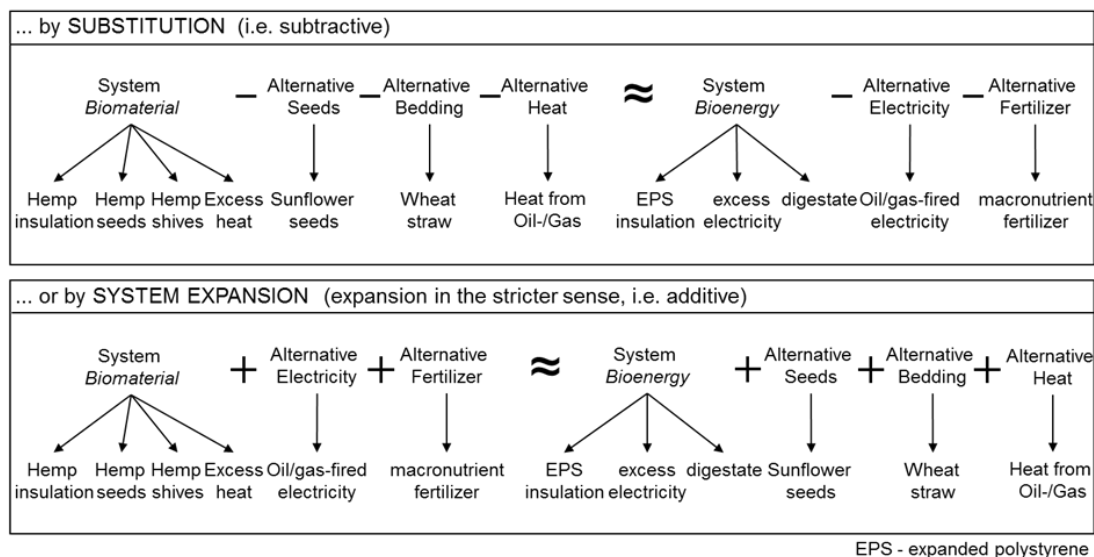 ... by SUBSTITUTION (i.e. subtractive)
System Biomaterial − Alternative Seeds − Alternative Bedding − Alternative Heat ≈ System Bioenergy − Alternative Electricity − Alternative Fertilizer
Hemp insulation Hemp seeds Hemp shives Excess heat Sunflower seeds Wheat straw Heat from Oil-/Gas EPS insulation excess electricity digestate Oil/gas-fired electricity macronutrient fertilizer
... or by SYSTEM EXPANSION (expansion in the stricter sense, i.e. additive)
System Biomaterial + Alternative Electricity + Alternative Fertilizer ≈ System Bioenergy + Alternative Seeds + Alternative Bedding + Alternative Heat
Hemp insulation Hemp seeds Hemp shives Excess heat Oil/gas-fired electricity macronutrient fertilizer EPS insulation excess electricity digestate Sunflower seeds Wheat straw Heat from Oil-/Gas
EPS - expanded polystyrene